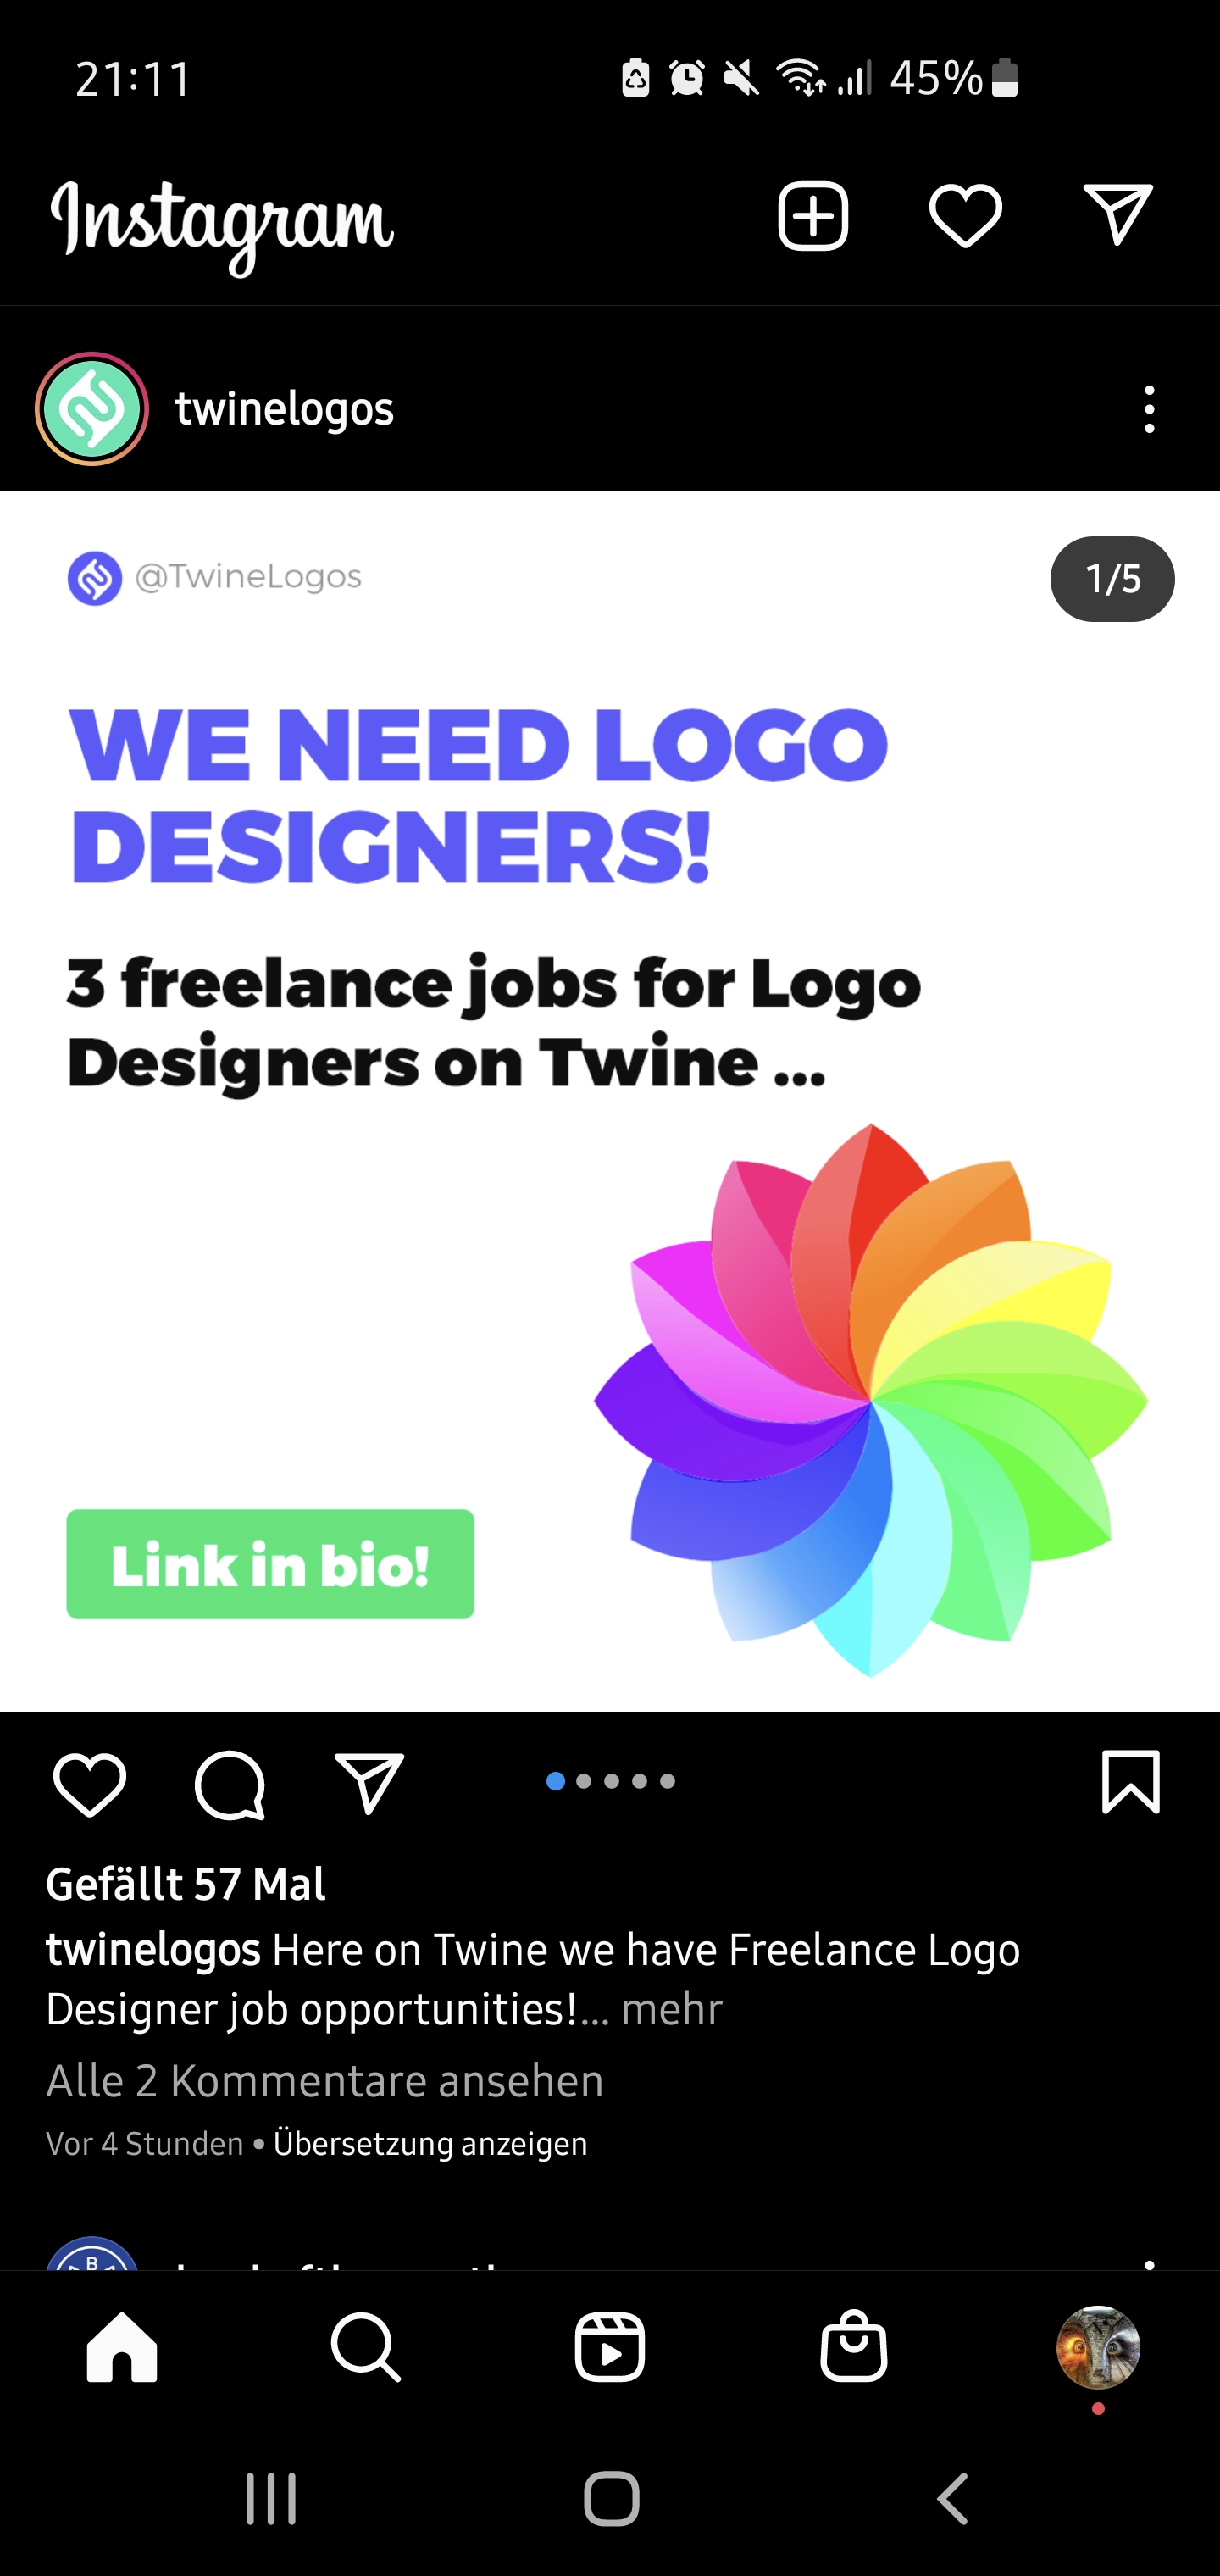 21:11
45%
Instagram
twinelogos
@TwineLogos
1/5
WE NEED LOGO
DESIGNERS!
3 freelance jobs for Logo
Designers on Twine ...
Link in bio!
Gefällt 57 Mal
twinelogos Here on Twine we have Freelance Logo
Designer job opportunities!... mehr
Alle 2 Kommentare ansehen
Vor 4 Stunden • Übersetzung anzeigen
B